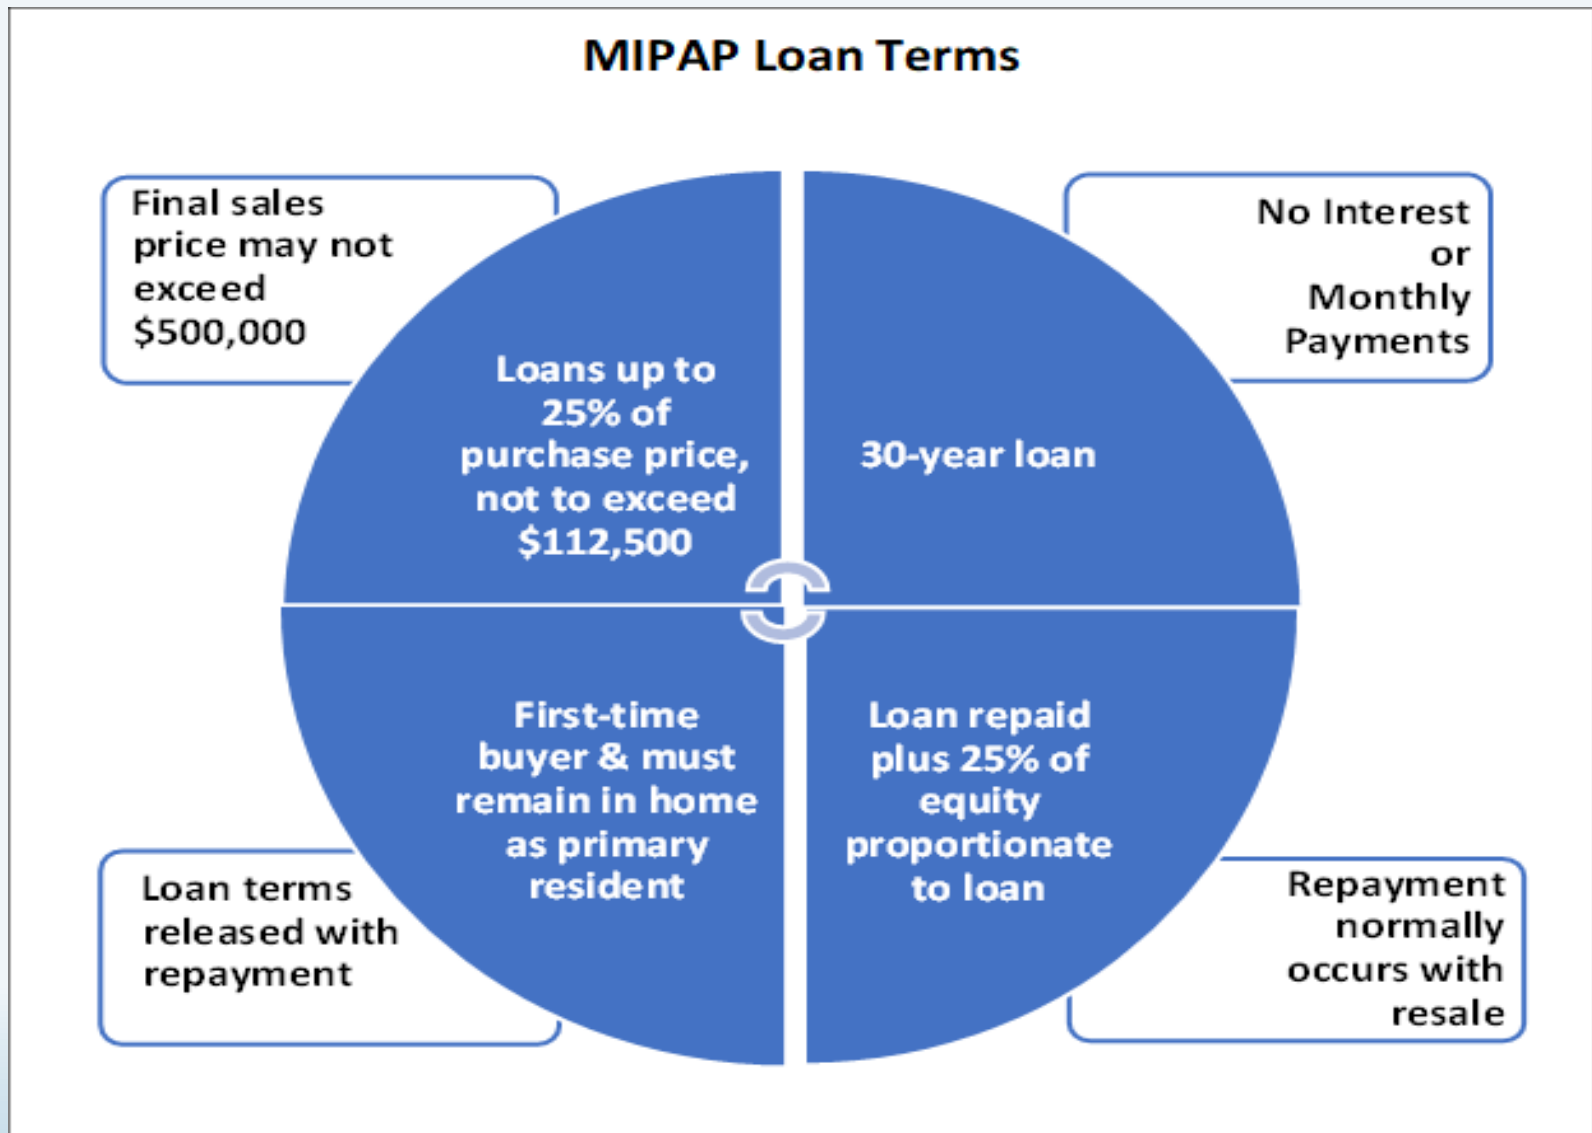 MIPAP Loan Terms
Final sales
price may not
exceed
$500,000
No Interest
or
Monthly
Payments
Loans up to
25% of
purchase price,
not to exceed
$112,500
30-year loan
First-time
buyer & must
remain in home
as primary
resident
Loan repaid
plus 25% of
equity
proportionate
to loan
Loan terms
released with
repayment
Repayment
normally
occurs with
resale